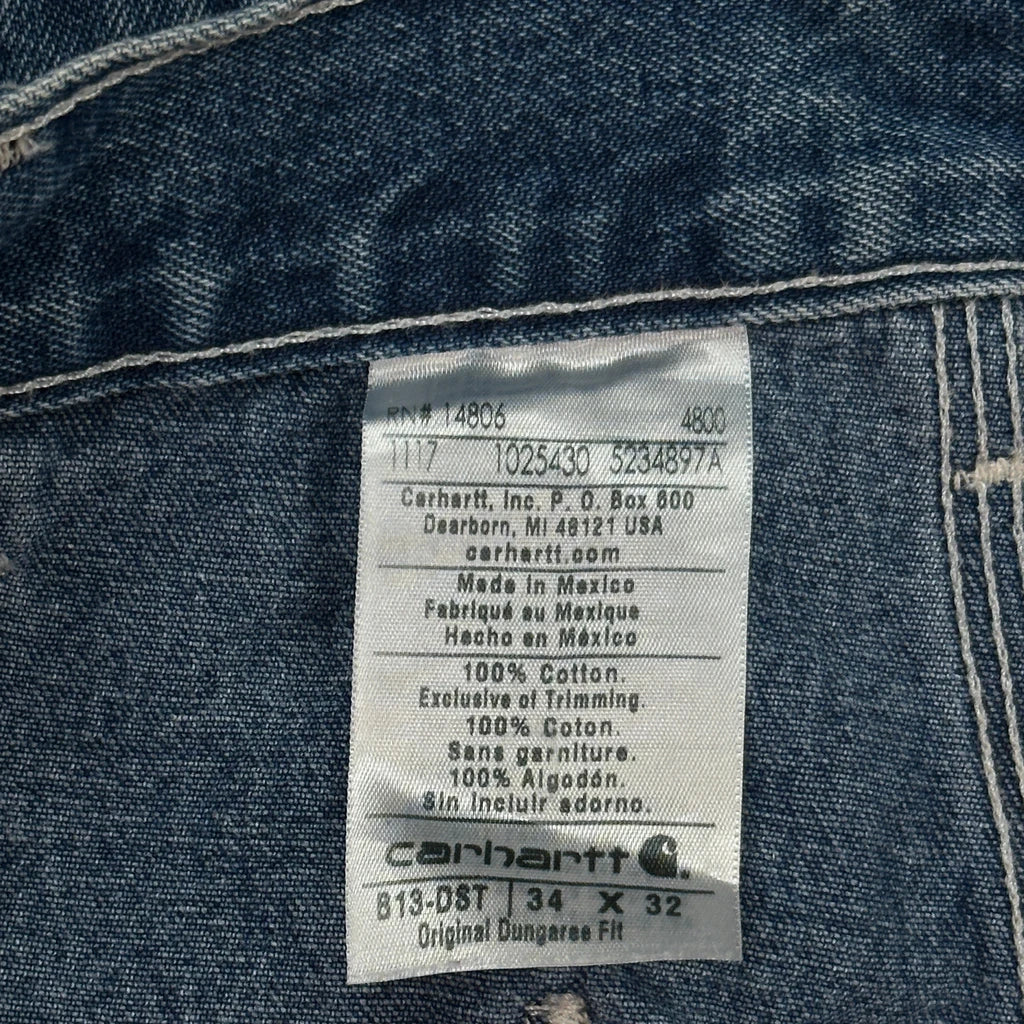 RN# 14806 4800
1117 1025430 5234897A
Carhartt, Inc. P. O. Box 600
Dearborn, MI 48121 USA
carhartt.com
Made in Mexico
Fabriqué au Mexique
Hecho en México
100% Cotton.
Exclusive of Trimming.
100% Coton.
Sans garniture.
100% Algodón.
Sin incluir adorno.
carhartt
B13-DST 34 X 32
Original Dungaree Fit